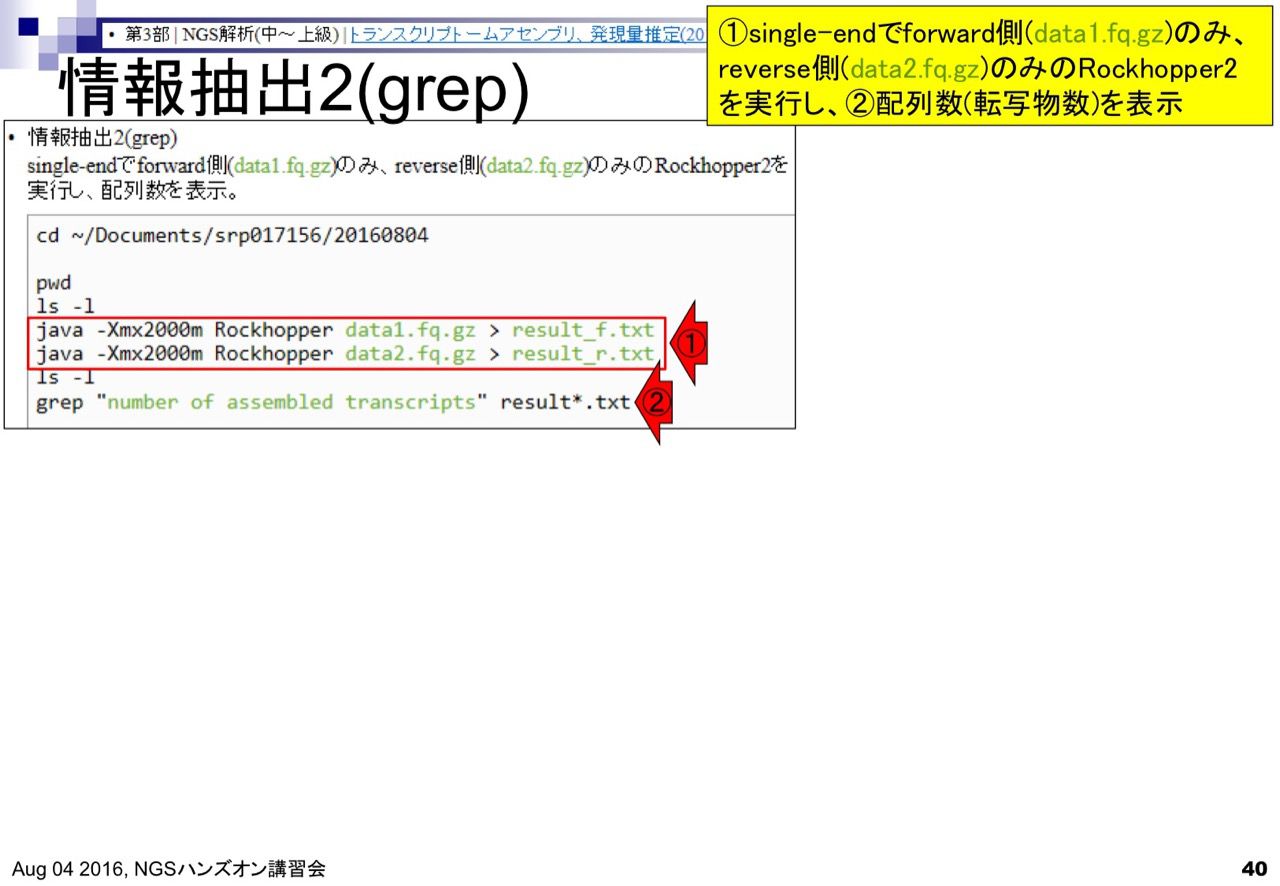 • 第3部 | NGS解析(中～上級) | トランスクリプトームアセンブリ、発現量推定(20
情報抽出2(grep)
①single-endでforward側(data1.fq.gz)のみ、
reverse側(data2.fq.gz)のみのRockhopper2
を実行し、②配列数(転写物数)を表示
• 情報抽出2(grep)
single-endでforward側(data1.fq.gz)のみ、reverse側(data2.fq.gz)のみのRockhopper2を
実行し、配列数を表示。
cd ~/Documents/srp017156/20160804
pwd
ls -l
java -Xmx2000m Rockhopper data1.fq.gz > result_f.txt
java -Xmx2000m Rockhopper data2.fq.gz > result_r.txt
①
ls -l
grep "number of assembled transcripts" result*.txt
②
Aug 04 2016, NGSハンズオン講習会
40